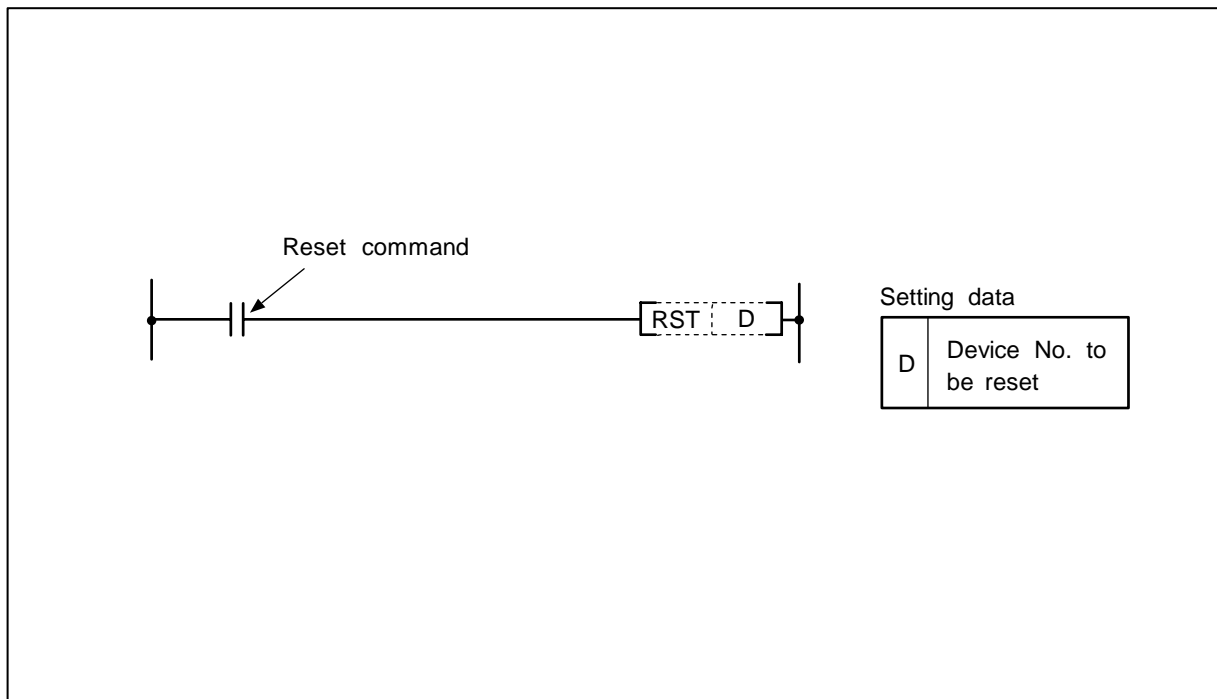 Reset command
RST D
Setting data
D Device No. to
be reset